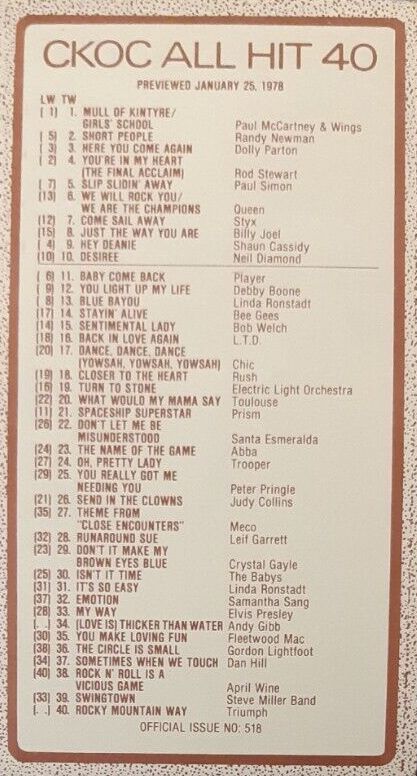 CKOC ALL HIT 40
PREVIEWED JANUARY 25, 1978
LW TW
( 1) 1. MULL OF KINTYRE/
GIRLS' SCHOOL Paul McCartney & Wings
( 5) 2. SHORT PEOPLE Randy Newman
( 3) 3. HERE YOU COME AGAIN Dolly Parton
( 2) 4. YOU'RE IN MY HEART
(THE FINAL ACCLAIM) Rod Stewart
( 7) 5. SLIP SLIDIN' AWAY Paul Simon
(13) 6. WE WILL ROCK YOU/
WE ARE THE CHAMPIONS Queen
(12) 7. COME SAIL AWAY Styx
(15) 8. JUST THE WAY YOU ARE Billy Joel
( 4) 9. HEY DEANIE Shaun Cassidy
(10) 10. DESIREE Neil Diamond
( 6) 11. BABY COME BACK Player
( 9) 12. YOU LIGHT UP MY LIFE Debby Boone
( 8) 13. BLUE BAYOU Linda Ronstadt
(17) 14. STAYIN' ALIVE Bee Gees
(14) 15. SENTIMENTAL LADY Bob Welch
(18) 16. BACK IN LOVE AGAIN L.T.D.
(20) 17. DANCE, DANCE, DANCE
(YOWSAH, YOWSAH, YOWSAH) Chic
(19) 18. CLOSER TO THE HEART Rush
(16) 19. TURN TO STONE Electric Light Orchestra
(22) 20. WHAT WOULD MY MAMA SAY Toulouse
(11) 21. SPACESHIP SUPERSTAR Prism
(26) 22. DON'T LET ME BE
MISUNDERSTOOD Santa Esmeralda
(24) 23. THE NAME OF THE GAME Abba
(27) 24. OH, PRETTY LADY Trooper
(29) 25. YOU REALLY GOT ME
NEEDING YOU Peter Pringle
(21) 26. SEND IN THE CLOWNS Judy Collins
(35) 27. THEME FROM
"CLOSE ENCOUNTERS" Meco
(32) 28. RUNAROUND SUE Leif Garrett
(23) 29. DON'T IT MAKE MY
BROWN EYES BLUE Crystal Gayle
(25) 30. ISN'T IT TIME The Babys
(31) 31. IT'S SO EASY Linda Ronstadt
(37) 32. EMOTION Samantha Sang
(28) 33. MY WAY Elvis Presley
(. .) 34. (LOVE IS) THICKER THAN WATER Andy Gibb
(30) 35. YOU MAKE LOVING FUN Fleetwood Mac
(38) 36. THE CIRCLE IS SMALL Gordon Lightfoot
(34) 37. SOMETIMES WHEN WE TOUCH Dan Hill
(40) 38. ROCK N' ROLL IS A
VICIOUS GAME April Wine
(33) 39. SWINGTOWN Steve Miller Band
(. .) 40. ROCKY MOUNTAIN WAY Triumph
OFFICIAL ISSUE NO: 518